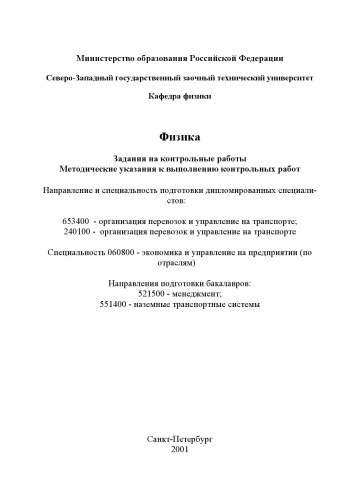 Министерство образования Российской Федерации
Северо-Западный государственный заочный технический университет
Кафедра физики
Физика
Задания на контрольные работы
Методические указания к выполнению контрольных работ
Направление и специальность подготовки дипломированных специали-
стов:
653400 - организация перевозок и управление на транспорте;
240100 - организация перевозок и управление на транспорте
Специальность 060800 - экономика и управление на предприятии (по
отраслям)
Направления подготовки бакалавров:
521500 - менеджмент;
551400 - наземные транспортные системы
Санкт-Петербург
2001